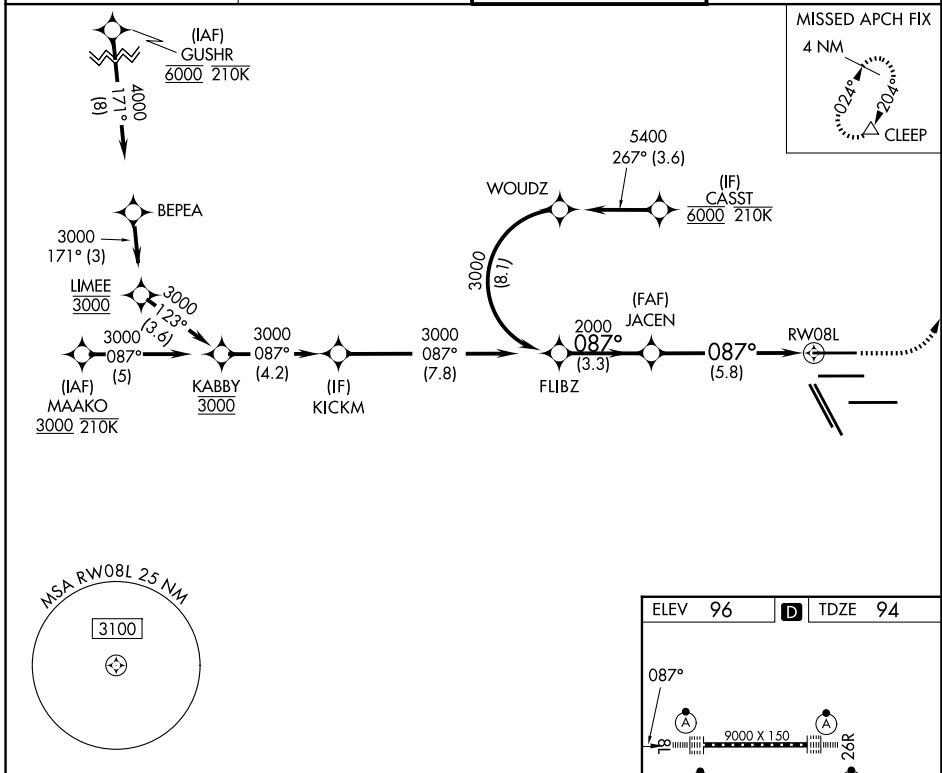 (IAF)
GUSHR
6000 210K
4000
171°
(8)
MISSED APCH FIX
4 NM
024°
204°
CLEEP
5400
267° (3.6)
WOUDZ
(IF)
CASST
6000 210K
BEPEA
3000
171° (3)
LIMEE
3000
3000
123°
(3.6)
3000
(8.1)
(FAF)
JACEN
3000
087°
(5)
3000
087°
(4.2)
3000
087°
(7.8)
2000
087°
(3.3)
087°
(5.8)
RW08L
(IAF)
MAAKO
3000 210K
KABBY
3000
(IF)
KICKM
FLIBZ
MSA RW08L 25 NM
3100
ELEV 96 D TDZE 94
087°
A
A
8L
9000 X 150
26R